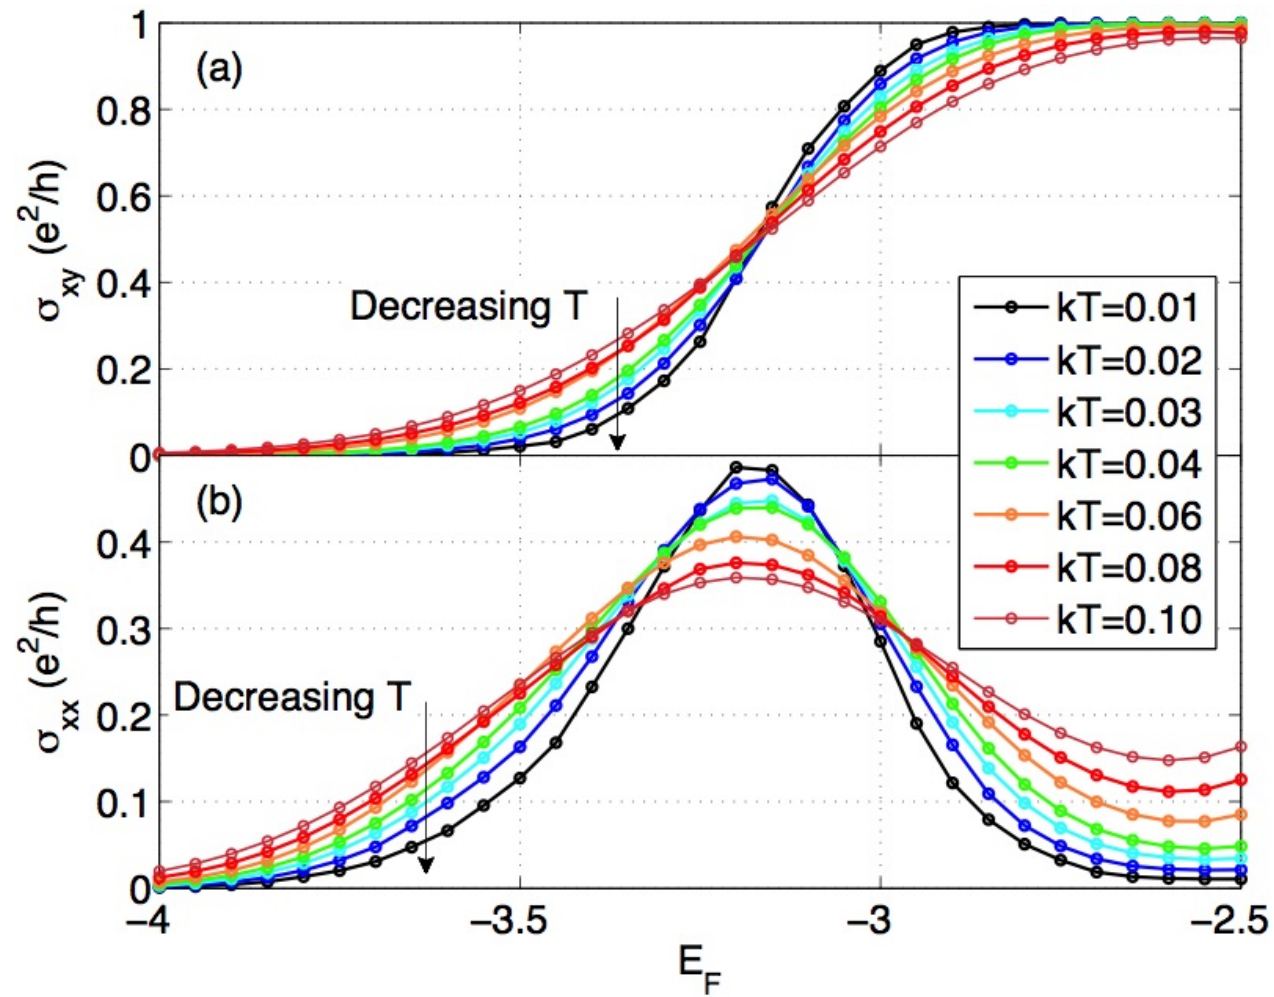 1
(a)
0.8
0.6
σxy (e²/h)
0.4
Decreasing T
0.2
0
kT=0.01
kT=0.02
kT=0.03
kT=0.04
kT=0.06
kT=0.08
kT=0.10
(b)
0.4
0.3
σxx (e²/h)
Decreasing T
0.2
0.1
0
−4
−3.5
−3
−2.5
EF